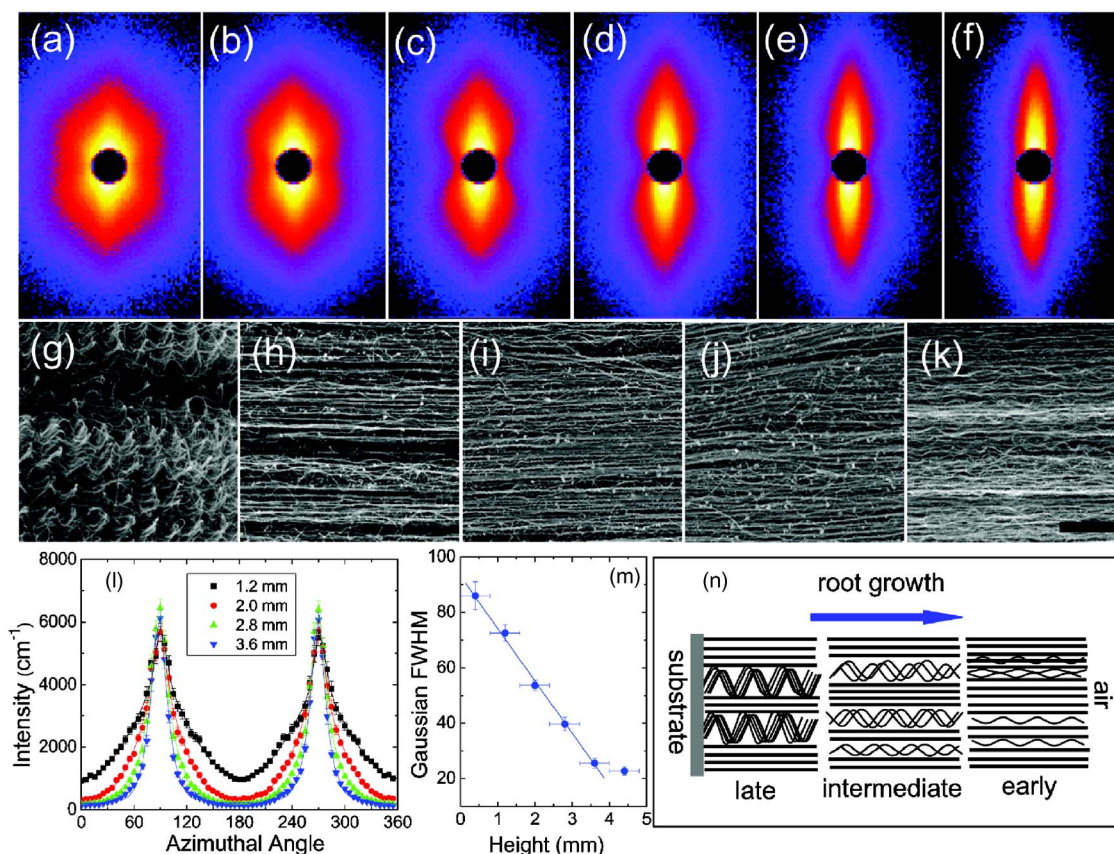 (a) (b) (c) (d) (e) (f)
(g) (h) (i) (j) (k)
(l)
8000
6000
4000
2000
0
Intensity (cm⁻¹)
1.2 mm
2.0 mm
2.8 mm
3.6 mm
0 60 120 180 240 300 360
Azimuthal Angle
(m)
100
80
60
40
20
Gaussian FWHM
0 1 2 3 4 5
Height (mm)
(n)
root growth
substrate
air
late intermediate early